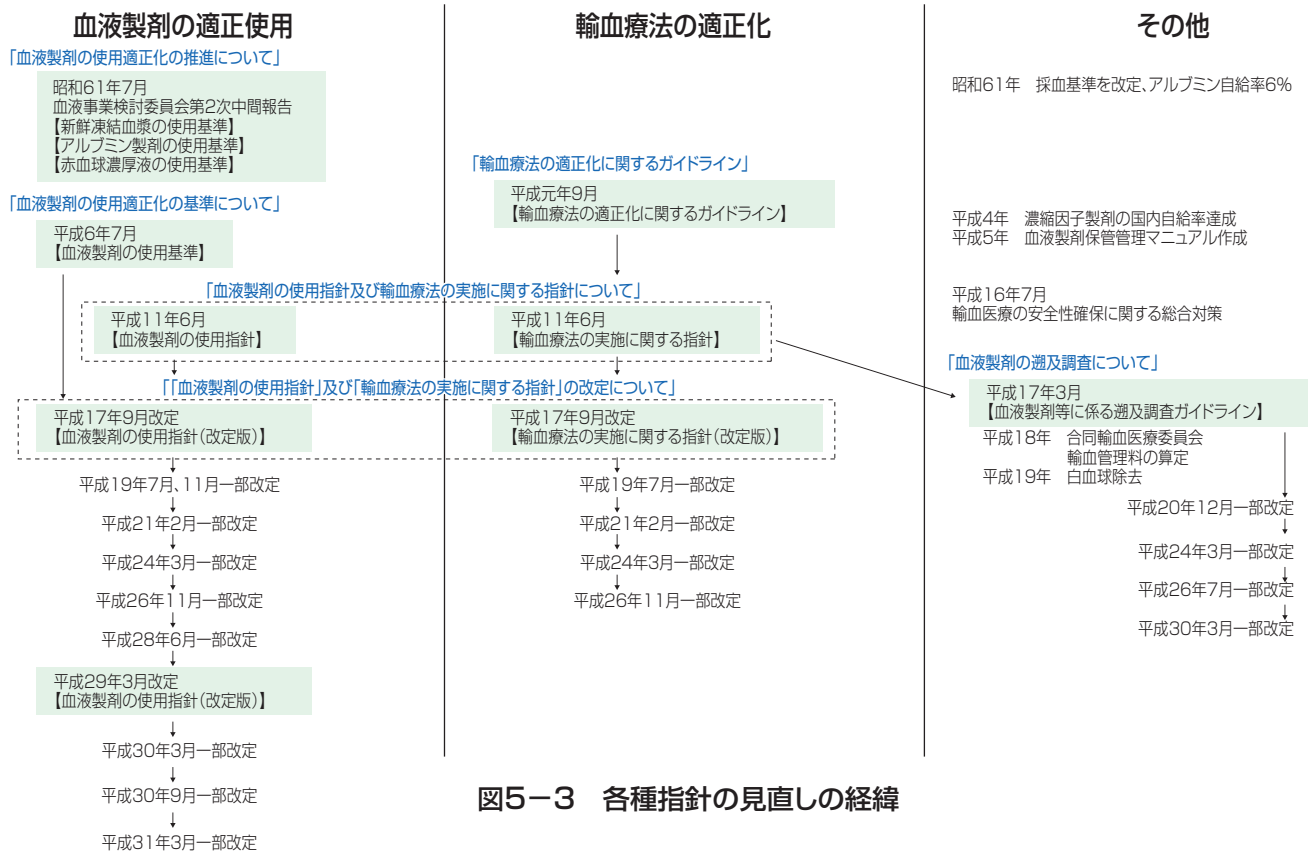 血液製剤の適正使用
「血液製剤の使用適正化の推進について」
昭和61年7月
血液事業検討委員会第2次中間報告
【新鮮凍結血漿の使用基準】
【アルブミン製剤の使用基準】
【赤血球濃厚液の使用基準】
「血液製剤の使用適正化の基準について」
平成6年7月
【血液製剤の使用基準】
輸血療法の適正化
「輸血療法の適正化に関するガイドライン」
平成元年9月
【輸血療法の適正化に関するガイドライン】
「血液製剤の使用指針及び輸血療法の実施に関する指針について」
平成11年6月
【血液製剤の使用指針】
平成11年6月
【輸血療法の実施に関する指針】
「「血液製剤の使用指針」及び「輸血療法の実施に関する指針」の改定について」
平成17年9月改定
【血液製剤の使用指針(改定版)】
平成19年7月、11月一部改定
平成21年2月一部改定
平成24年3月一部改定
平成26年11月一部改定
平成28年6月一部改定
平成29年3月改定
【血液製剤の使用指針(改定版)】
平成30年3月一部改定
平成30年9月一部改定
平成31年3月一部改定
平成17年9月改定
【輸血療法の実施に関する指針(改定版)】
平成19年7月一部改定
平成21年2月一部改定
平成24年3月一部改定
平成26年11月一部改定
その他
昭和61年 採血基準を改定、アルブミン自給率6%
平成4年 濃縮因子製剤の国内自給率達成
平成5年 血液製剤保管管理マニュアル作成
平成16年7月
輸血医療の安全性確保に関する総合対策
「血液製剤の遡及調査について」
平成17年3月
【血液製剤等に係る遡及調査ガイドライン】
平成18年 合同輸血医療委員会
輸血管理料の算定
平成19年 白血球除去
平成20年12月一部改定
平成24年3月一部改定
平成26年7月一部改定
平成30年3月一部改定
図5-3 各種指針の見直しの経緯